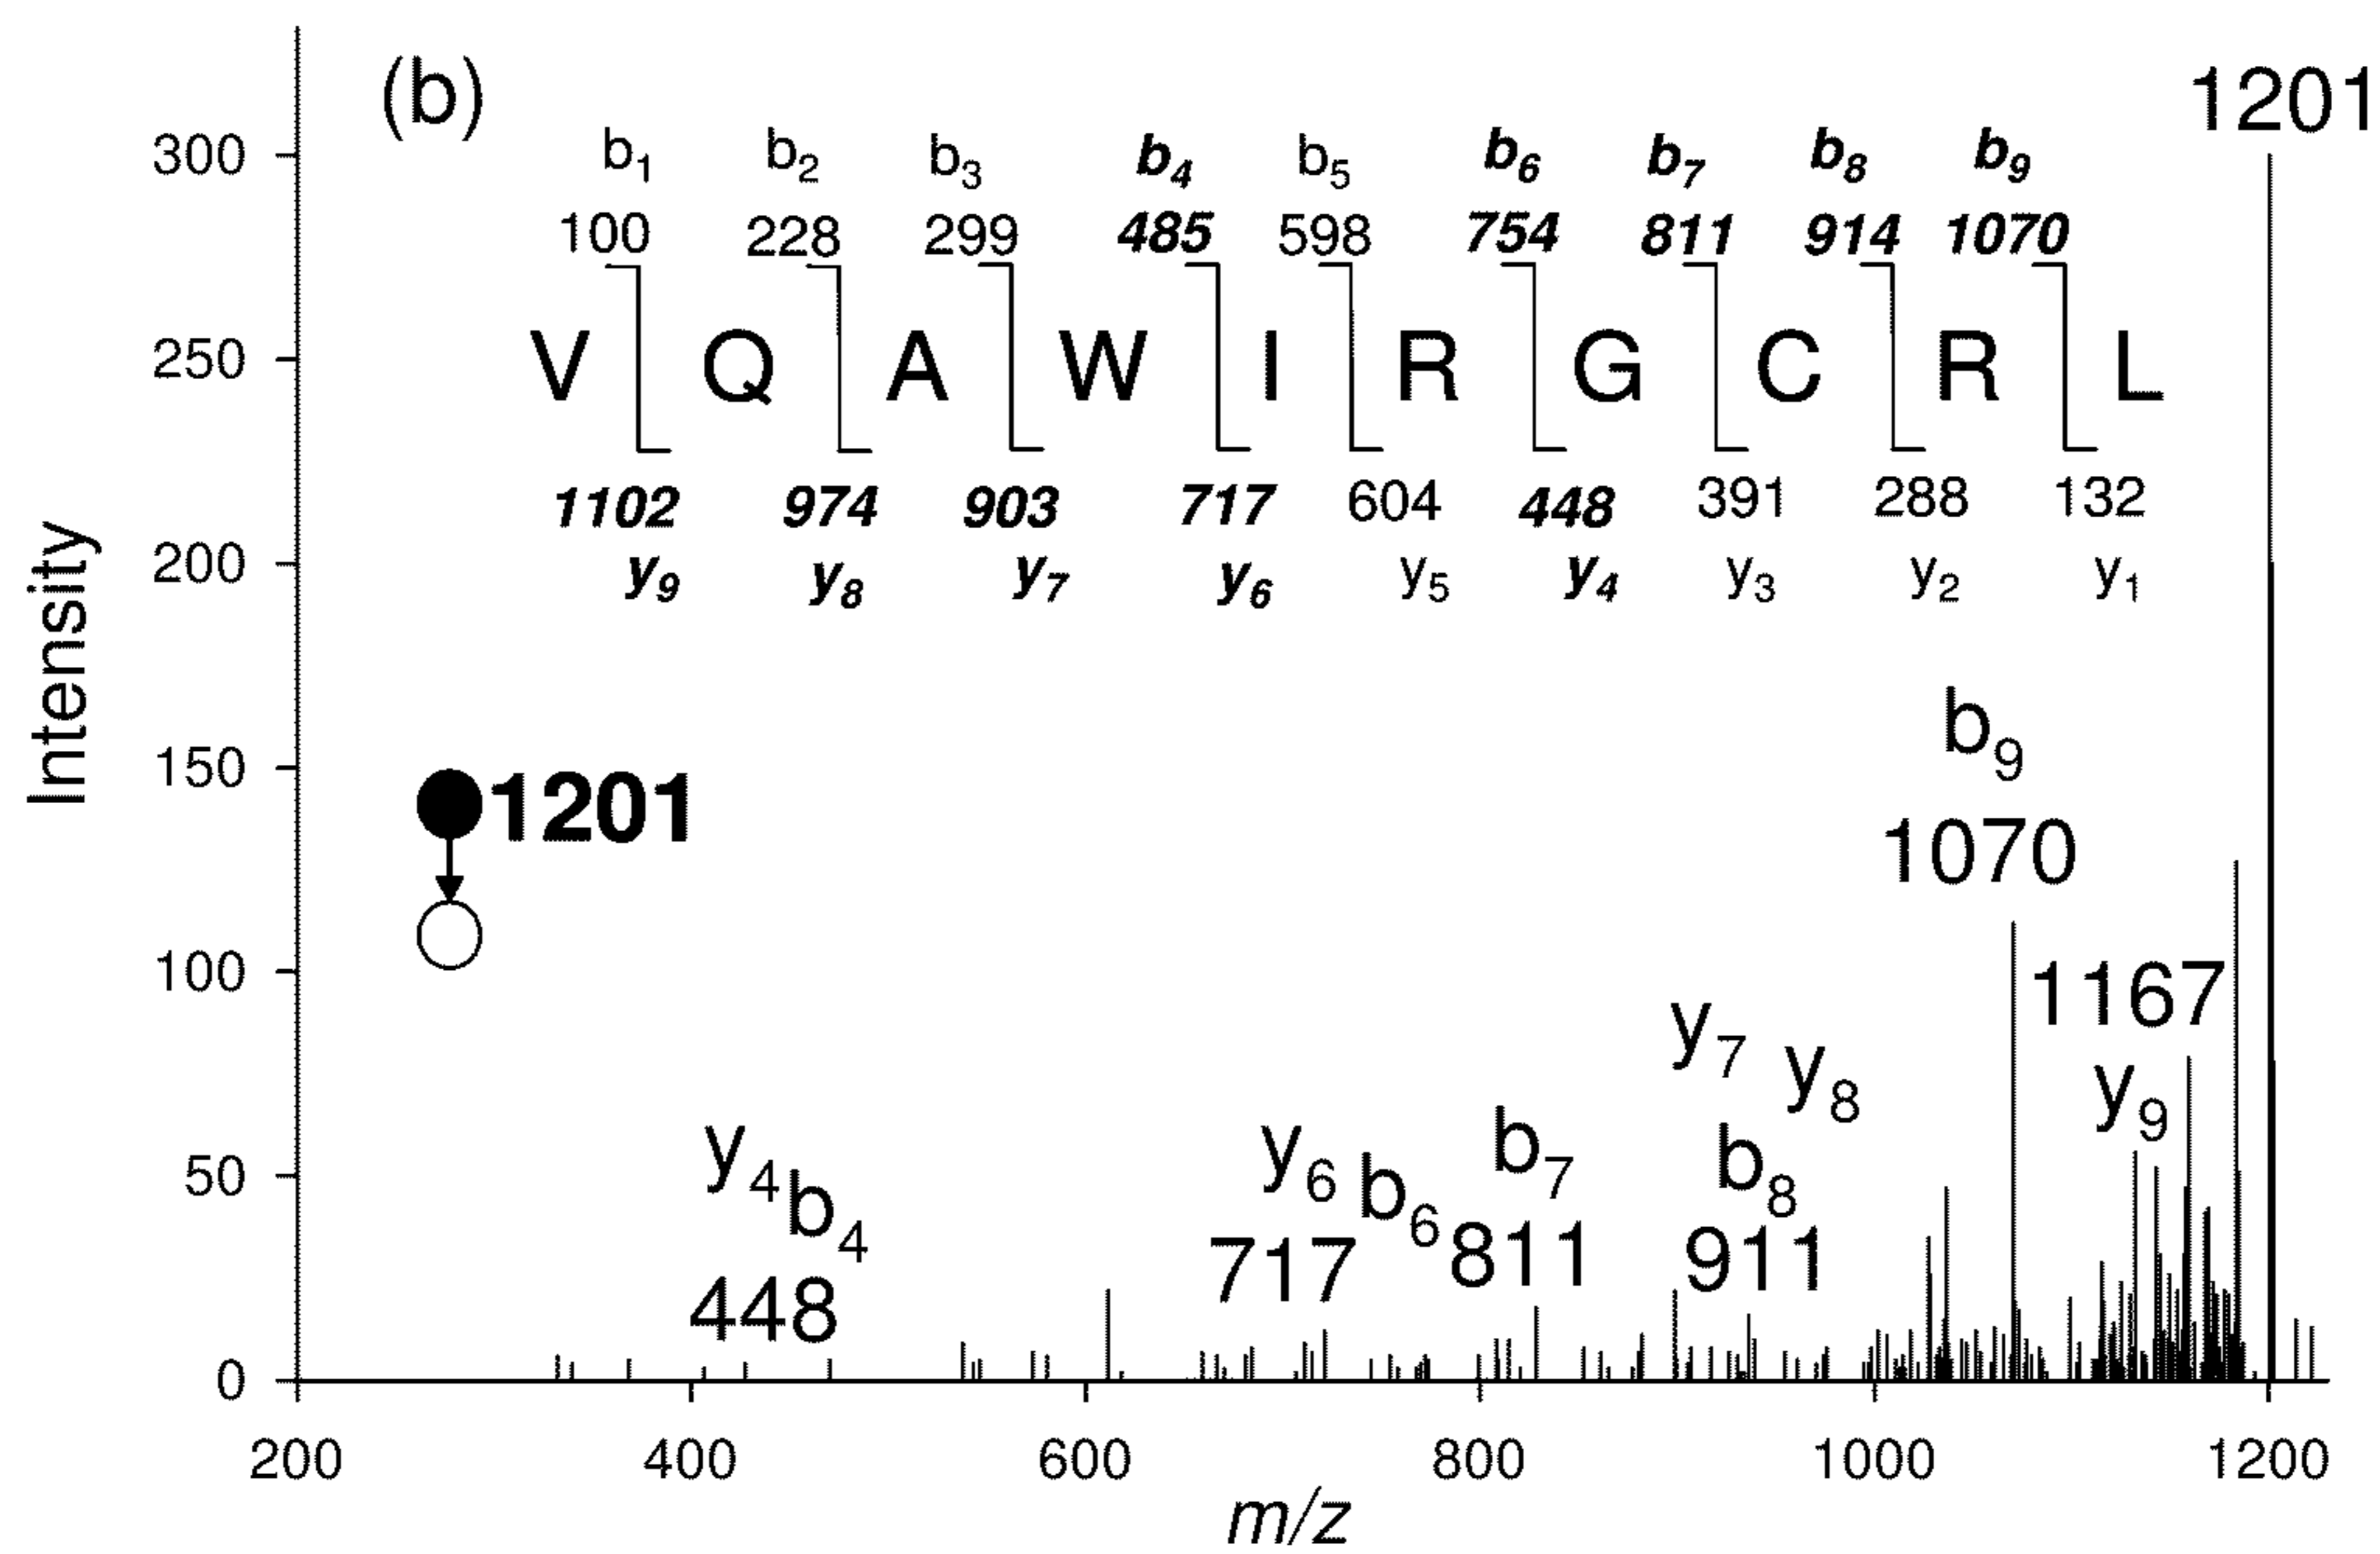 (b)
1201
b1 b2 b3 b4 b5 b6 b7 b8 b9
100 228 299 485 598 754 811 914 1070
V Q A W I R G C R L
1102 974 903 717 604 448 391 288 132
y9 y8 y7 y6 y5 y4 y3 y2 y1
Intensity
300
250
200
150
100
50
0
1201
b9
1070
1167
y9
y7 y8
b8
911
b7
811
y6 b6
717
y4 b4
448
200 400 600 800 1000 1200
m/z